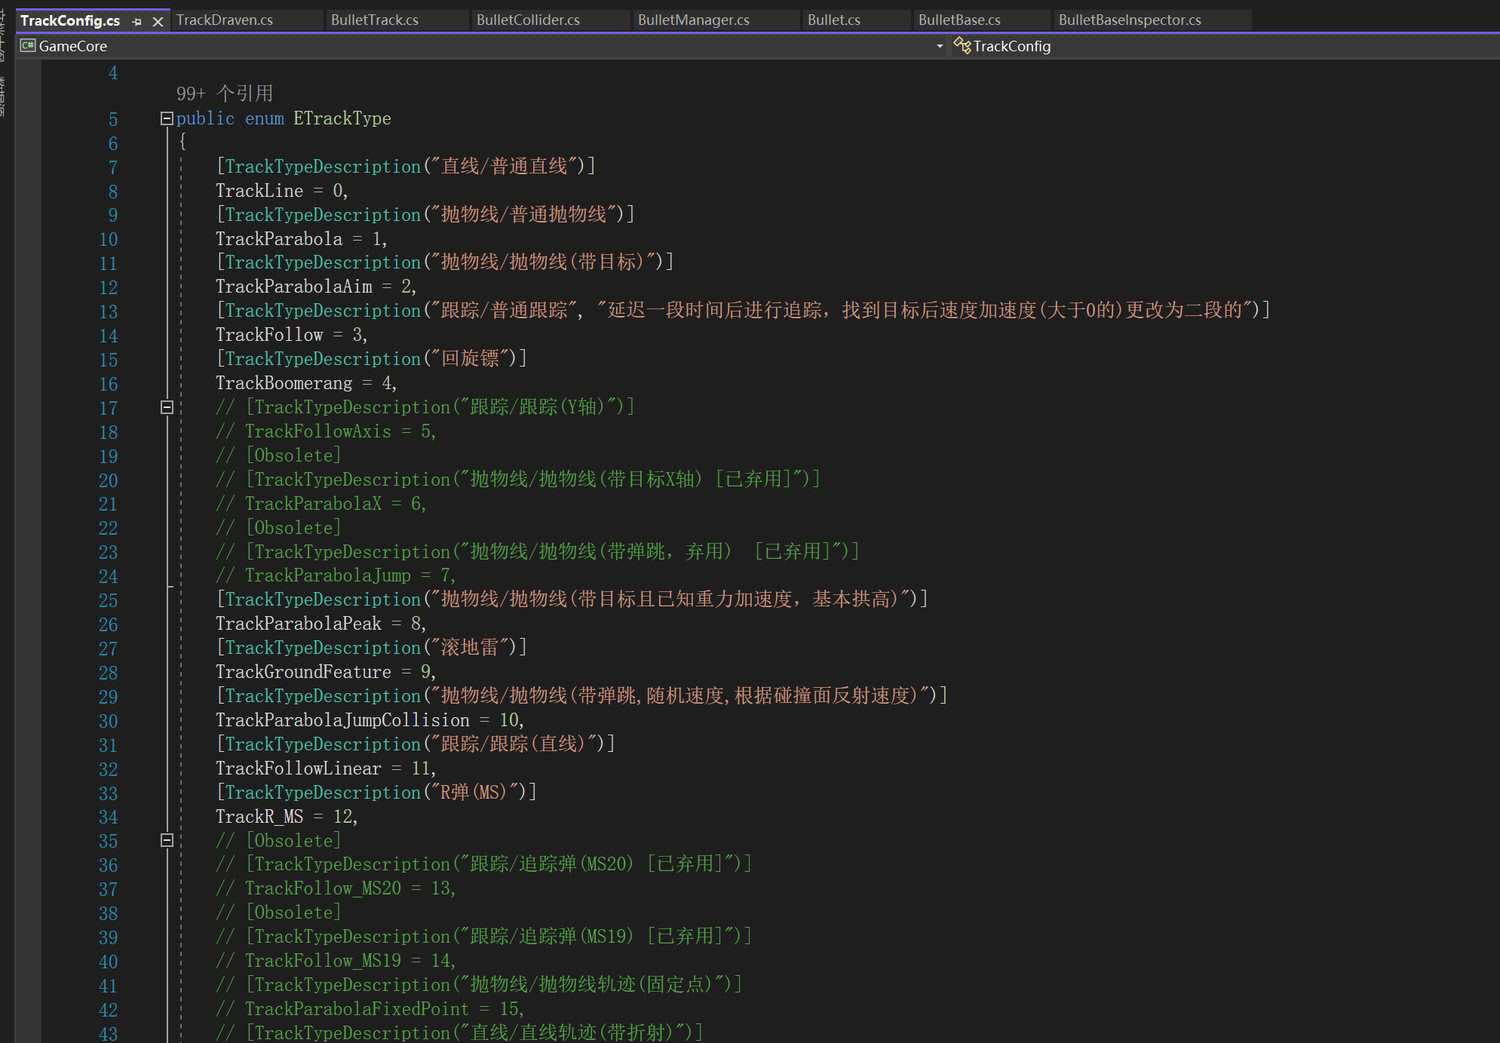 TrackConfig.cs TrackDraven.cs BulletTrack.cs BulletCollider.cs BulletManager.cs Bullet.cs BulletBase.cs BulletBaseInspector.cs
C# GameCore TrackConfig
4
99+ 个引用
5 public enum ETrackType
6 {
7 [TrackTypeDescription("直线/普通直线")]
8 TrackLine = 0,
9 [TrackTypeDescription("抛物线/普通抛物线")]
10 TrackParabola = 1,
11 [TrackTypeDescription("抛物线/抛物线(带目标)")]
12 TrackParabolaAim = 2,
13 [TrackTypeDescription("跟踪/普通跟踪", "延迟一段时间后进行追踪，找到目标后速度加速度(大于0的)更改为二段的")]
14 TrackFollow = 3,
15 [TrackTypeDescription("回旋镖")]
16 TrackBoomerang = 4,
17 // [TrackTypeDescription("跟踪/跟踪(Y轴)")]
18 // TrackFollowAxis = 5,
19 // [Obsolete]
20 // [TrackTypeDescription("抛物线/抛物线(带目标X轴) [已弃用]")]
21 // TrackParabolaX = 6,
22 // [Obsolete]
23 // [TrackTypeDescription("抛物线/抛物线(带弹跳，弃用)  [已弃用]")]
24 // TrackParabolaJump = 7,
25 [TrackTypeDescription("抛物线/抛物线(带目标且已知重力加速度，基本拱高)")]
26 TrackParabolaPeak = 8,
27 [TrackTypeDescription("滚地雷")]
28 TrackGroundFeature = 9,
29 [TrackTypeDescription("抛物线/抛物线(带弹跳,随机速度,根据碰撞面反射速度)")]
30 TrackParabolaJumpCollision = 10,
31 [TrackTypeDescription("跟踪/跟踪(直线)")]
32 TrackFollowLinear = 11,
33 [TrackTypeDescription("R弹(MS)")]
34 TrackR_MS = 12,
35 // [Obsolete]
36 // [TrackTypeDescription("跟踪/追踪弹(MS20) [已弃用]")]
37 // TrackFollow_MS20 = 13,
38 // [Obsolete]
39 // [TrackTypeDescription("跟踪/追踪弹(MS19) [已弃用]")]
40 // TrackFollow_MS19 = 14,
41 // [TrackTypeDescription("抛物线/抛物线轨迹(固定点)")]
42 // TrackParabolaFixedPoint = 15,
43 // [TrackTypeDescription("直线/直线轨迹(带折射)")]